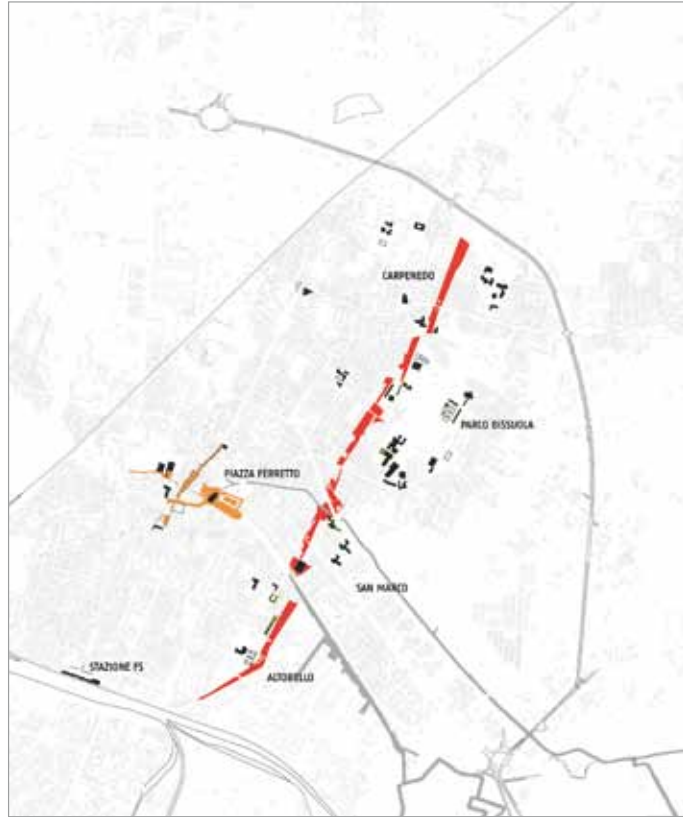 CARPENEDO
PARCO BISSUOLA
PIAZZA FERRETTO
SAN MARCO
STAZIONE FS
ALTOBELLO